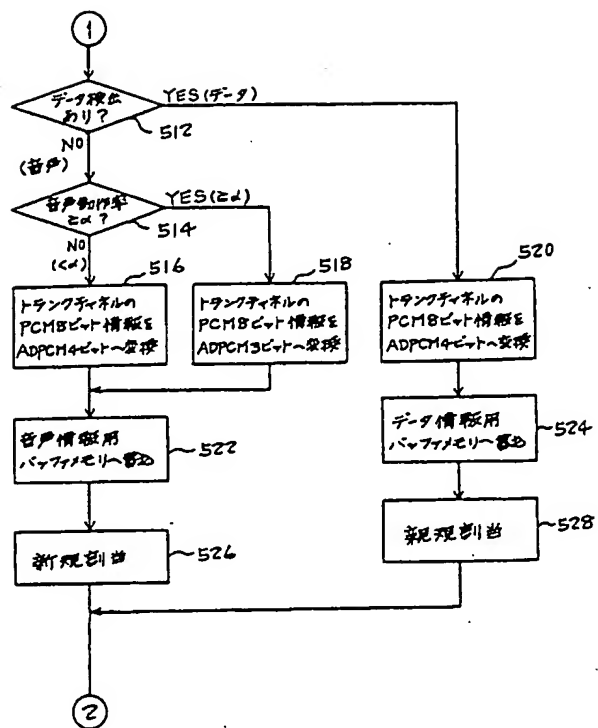 1
データ検出
あり?
YES(データ)
512
NO
(音声)
音声動作率
≧α?
YES(≧α)
514
NO
(<α)
516
518
520
トランクチィネルの
PCM8ビット情報を
ADPCM4ビットへ変換
トランクチィネルの
PCM8ビット情報を
ADPCM3ビットへ変換
トランクチィネルの
PCM8ビット情報を
ADPCM4ビットへ変換
音声情報用
バッファメモリへ蓄込
522
データ情報用
バッファメモリへ蓄込
524
新規割当
526
新規割当
528
2